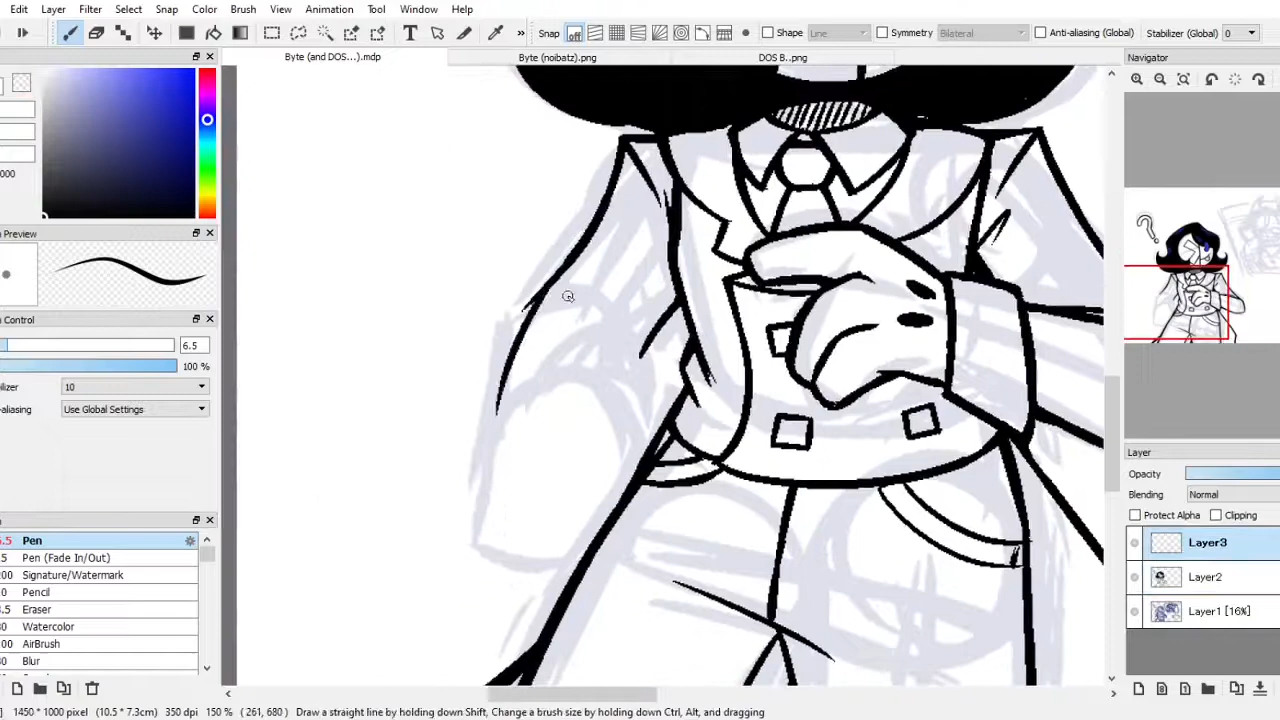 Edit Layer Filter Select Snap Color Brush View Animation Tool Window Help
T Snap off Shape Line Symmetry Bilateral Anti-aliasing (Global) Stabilizer (Global) 0
Byte (and DOS...).mdp Byte (noibatz).png DOS B..png
Navigator
000
Preview
Control
6.5
100 %
10
Use Global Settings
6.5 Pen
Pen (Fade In/Out)
Signature/Watermark
Pencil
Eraser
Watercolor
AirBrush
Blur
?
Layer
Opacity
Blending Normal
Protect Alpha Clipping
Layer3
Layer2
Layer1 [16%]
1450 * 1000 pixel (10.5 * 7.3cm) 350 dpi 150 % ( 261, 680) Draw a straight line by holding down Shift, Change a brush size by holding down Ctrl, Alt, and dragging